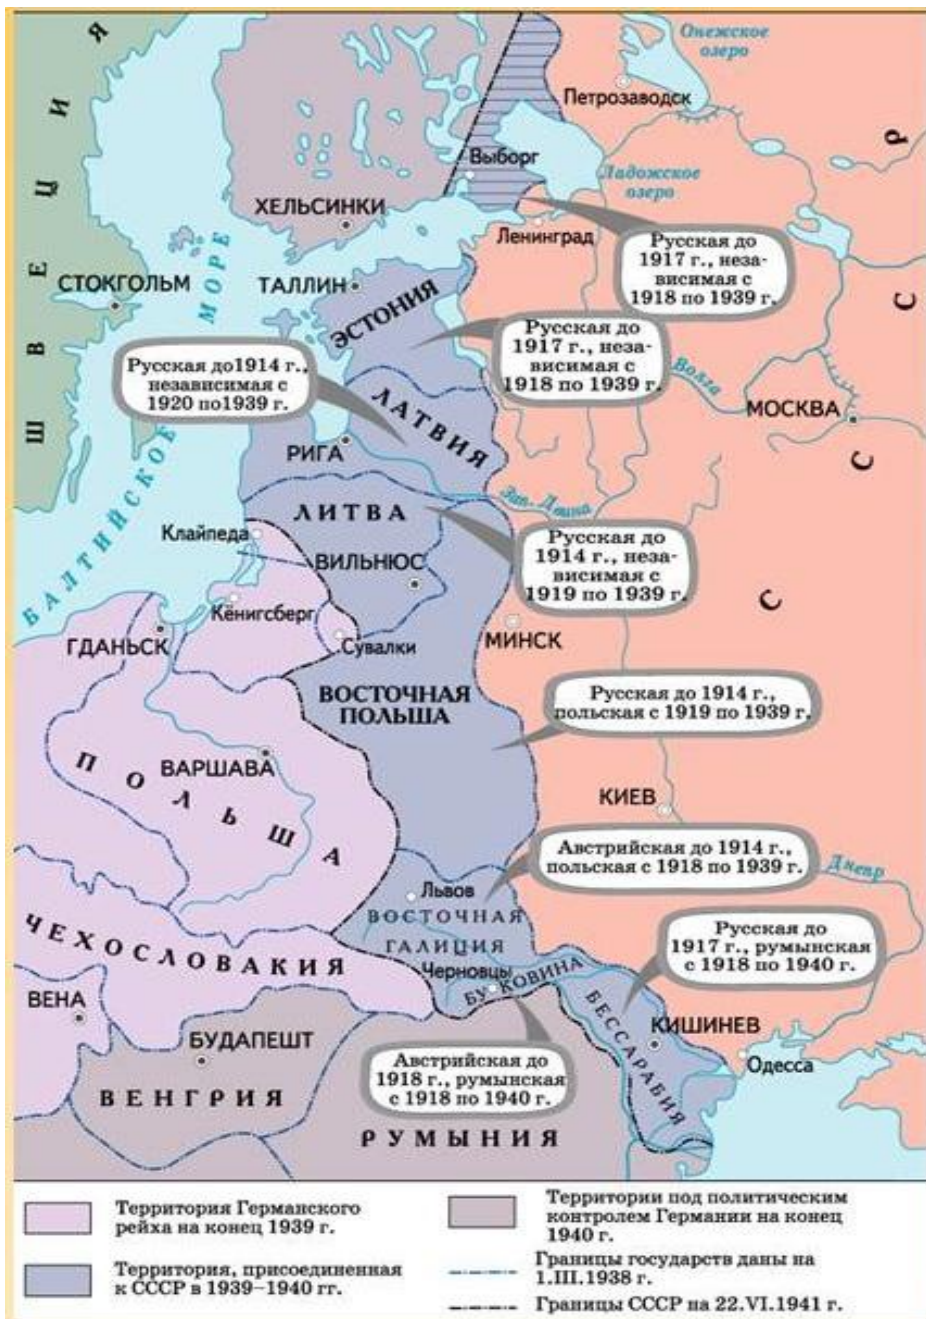 Онежское
озеро
Петрозаводск
Выборг
Ладожское
озеро
ХЕЛЬСИНКИ
Ленинград
Русская до
1917 г., неза-
висимая с
1918 по 1939 г.
ШВЕЦИЯ
СТОКГОЛЬМ
ТАЛЛИН
ЭСТОНИЯ
Русская до
1917 г., неза-
висимая с
1918 по 1939 г.
Русская до1914 г.,
независимая с
1920 по1939 г.
ЛАТВИЯ
Волга
МОСКВА
СССР
РИГА
БАЛТИЙСКОЕ МОРЕ
Зап. Двина
ЛИТВА
Клайпеда
Русская до
1914 г., неза-
висимая с
1919 по 1939 г.
ВИЛЬНЮС
Кёнигсберг
ГДАНЬСК
Сувалки
МИНСК
ВОСТОЧНАЯ
ПОЛЬША
Русская до 1914 г.,
польская с 1919 по 1939 г.
ПОЛЬША
ВАРШАВА
КИЕВ
Австрийская до 1914 г.,
польская с 1918 по 1939 г.
Днепр
Львов
ВОСТОЧНАЯ
ГАЛИЦИЯ
Русская до
1917 г., румынская
с 1918 по 1940 г.
ЧЕХОСЛОВАКИЯ
Черновцы
БУКОВИНА
ВЕНА
БЕССАРАБИЯ
КИШИНЕВ
БУДАПЕШТ
Одесса
Австрийская до
1918 г., румынская
с 1918 по 1940 г.
ВЕНГРИЯ
РУМЫНИЯ
Территория Германского
рейха на конец 1939 г.
Территория, присоединенная
к СССР в 1939–1940 гг.
Территории под политическим
контролем Германии на конец
1940 г.
Границы государств даны на
1.III.1938 г.
Границы СССР на 22.VI.1941 г.